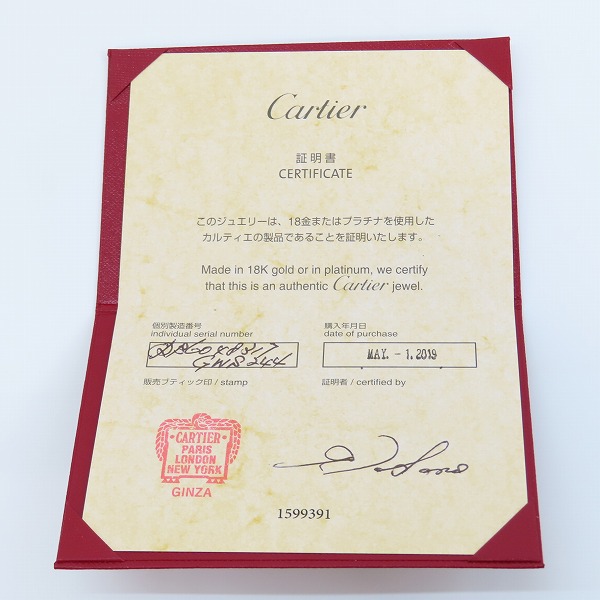 Cartier
証明書
CERTIFICATE
このジュエリーは、18金またはプラチナを使用した
カルティエの製品であることを証明いたします。
Made in 18K gold or in platinum, we certify
that this is an authentic Cartier jewel.
個別製造番号
individual serial number
購入年月日
date of purchase
MAY. -1.2019
販売ブティック印 / stamp
証明者 / certified by
CARTIER
PARIS
LONDON
NEW YORK
GINZA
1599391